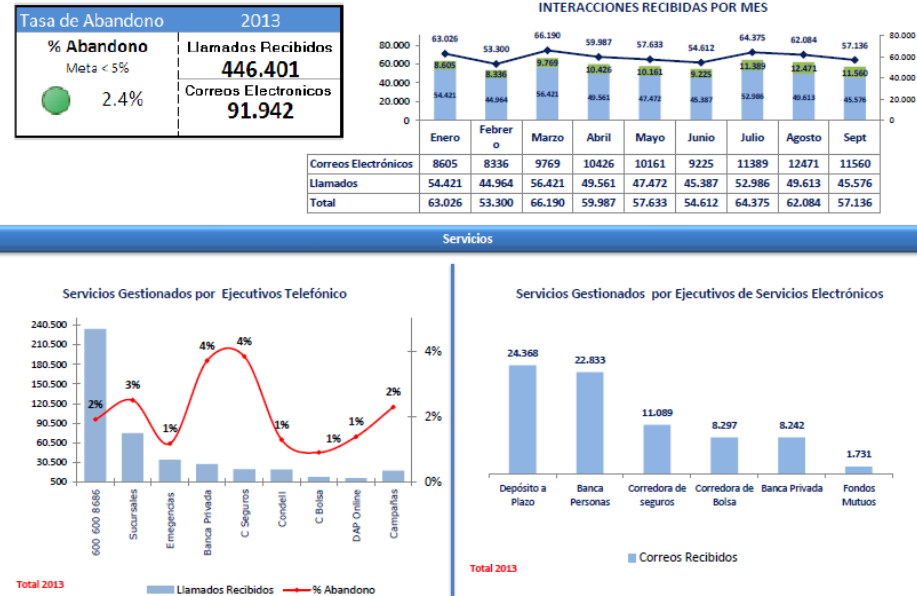 Tasa de Abandono 2013
% Abandono
Meta < 5%
2.4%
Llamados Recibidos
446.401
Correos Electronicos
91.942
INTERACCIONES RECIBIDAS POR MES
80.000
60.000
40.000
20.000
0
63.026 53.300 66.190 59.987 57.633 54.612 64.375 62.084 57.136
8.605 8.336 9.769 10.426 10.161 9.225 11.389 12.471 11.560
54.421 44.964 56.421 49.561 47.472 45.387 52.986 49.613 45.576
80.000
60.000
40.000
20.000
0
Enero Febrero Marzo Abril Mayo Junio Julio Agosto Sept
Correos Electrónicos 8605 8336 9769 10426 10161 9225 11389 12471 11560
Llamados 54.421 44.964 56.421 49.561 47.472 45.387 52.986 49.613 45.576
Total 63.026 53.300 66.190 59.987 57.633 54.612 64.375 62.084 57.136
Servicios
Servicios Gestionados por Ejecutivos Telefónico
240.500
210.500
180.500
150.500
120.500
90.500
60.500
30.500
500
2% 3% 1% 4% 4% 1% 1% 1% 2%
4%
2%
0%
600 600 8686
Sucursales
Emegencias
Banca Privada
C Seguros
Condell
C Bolsa
DAP Online
Campañas
Total 2013
Llamados Recibidos % Abandono
Servicios Gestionados por Ejecutivos de Servicios Electrónicos
24.368 22.833 11.089 8.297 8.242 1.731
Depósito a Plazo
Banca Personas
Corredora de seguros
Corredora de Bolsa
Banca Privada
Fondos Mutuos
Correos Recibidos
Total 2013